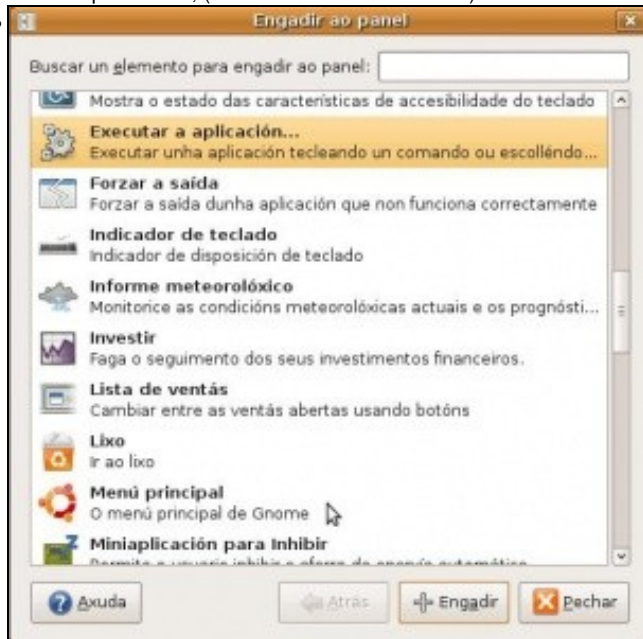 Engadir ao panel
Buscar un elemento para engadir ao panel:
Mostra o estado das características de accesibilidade do teclado
Executar a aplicación...
Executar unha aplicación tecleando un comando ou escolléndo...
Forzar a saída
Forzar a saída dunha aplicación que non funciona correctamente
Indicador de teclado
Indicador de disposición de teclado
Informe meteorolóxico
Monitorice as condicións meteorolóxicas actuais e os prognósti...
Investir
Faga o seguimento dos seus investimentos financeiros.
Lista de ventás
Cambiar entre as ventás abertas usando botóns
Lixo
Ir ao lixo
Menú principal
O menú principal de Gnome
Miniaplicación para Inhibir
Axuda
Atrás
Engadir
Pechar